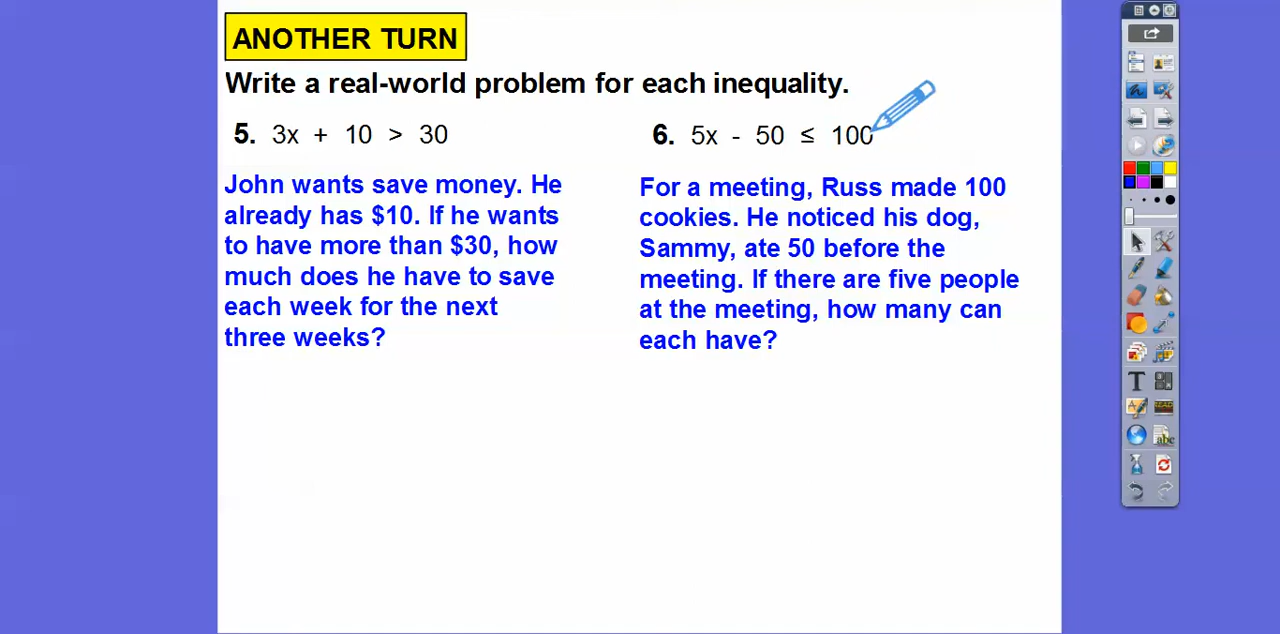 ANOTHER TURN
Write a real-world problem for each inequality.
5. 3x + 10 > 30
John wants save money. He
already has $10. If he wants
to have more than $30, how
much does he have to save
each week for the next
three weeks?
6. 5x - 50 ≤ 100
For a meeting, Russ made 100
cookies. He noticed his dog,
Sammy, ate 50 before the
meeting. If there are five people
at the meeting, how many can
each have?